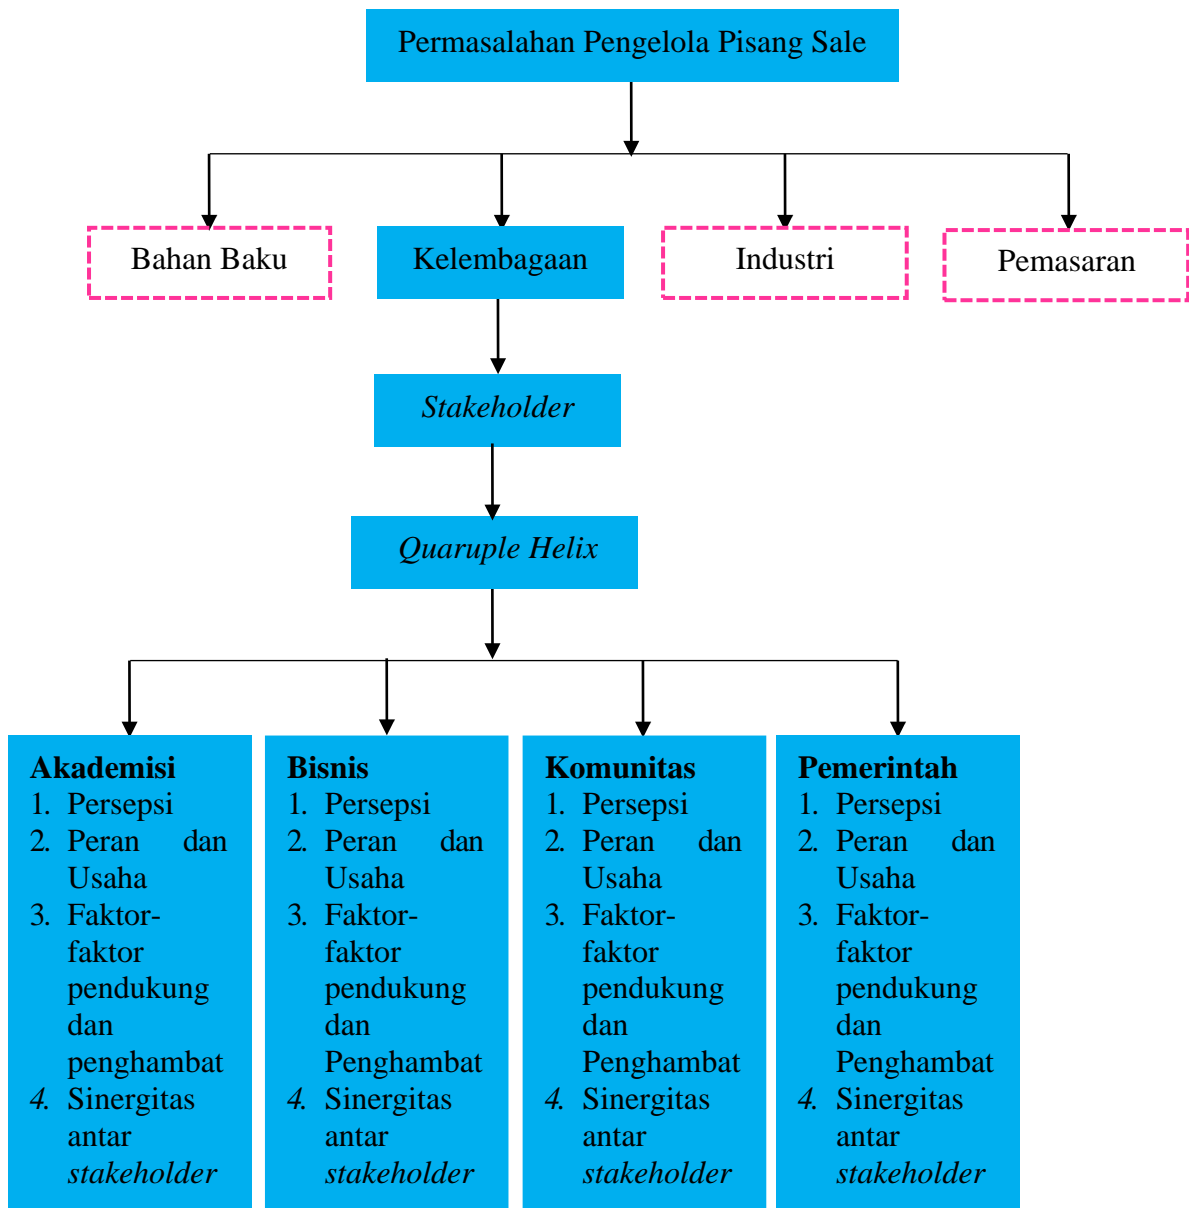 Permasalahan Pengelola Pisang Sale
Bahan Baku
Kelembagaan
Industri
Pemasaran
Stakeholder
Quaruple Helix
Akademisi
1. Persepsi
2. Peran dan
Usaha
3. Faktor-
faktor
pendukung
dan
penghambat
4. Sinergitas
antar
stakeholder
Bisnis
1. Persepsi
2. Peran dan
Usaha
3. Faktor-
faktor
pendukung
dan
Penghambat
4. Sinergitas
antar
stakeholder
Komunitas
1. Persepsi
2. Peran dan
Usaha
3. Faktor-
faktor
pendukung
dan
Penghambat
4. Sinergitas
antar
stakeholder
Pemerintah
1. Persepsi
2. Peran dan
Usaha
3. Faktor-
faktor
pendukung
dan
Penghambat
4. Sinergitas
antar
stakeholder